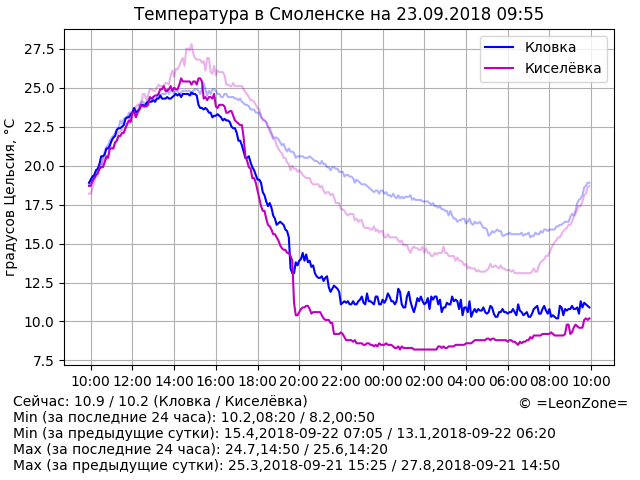 Температура в Смоленске на 23.09.2018 09:55
градусов Цельсия, °C
27.5
25.0
22.5
20.0
17.5
15.0
12.5
10.0
7.5
Кловка
Киселёвка
10:00 12:00 14:00 16:00 18:00 20:00 22:00 00:00 02:00 04:00 06:00 08:00 10:00
Сейчас: 10.9 / 10.2 (Кловка / Киселёвка)
© =LeonZone=
Min (за последние 24 часа): 10.2,08:20 / 8.2,00:50
Min (за предыдущие сутки): 15.4,2018-09-22 07:05 / 13.1,2018-09-22 06:20
Max (за последние 24 часа): 24.7,14:50 / 25.6,14:20
Max (за предыдущие сутки): 25.3,2018-09-21 15:25 / 27.8,2018-09-21 14:50